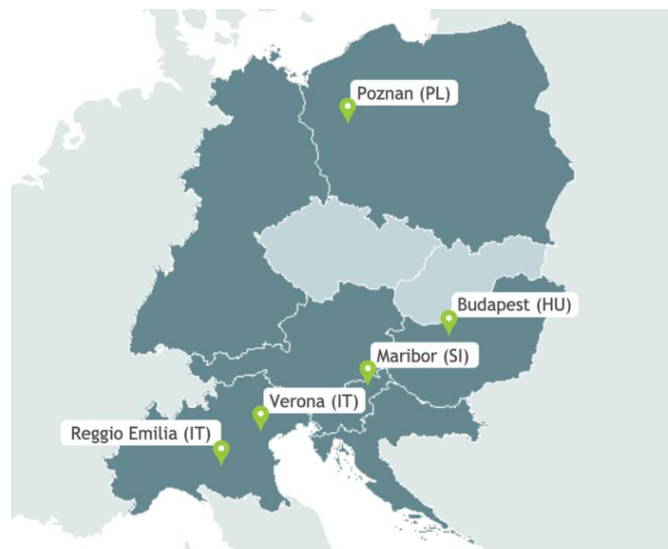 Poznan (PL)
Budapest (HU)
Maribor (SI)
Verona (IT)
Reggio Emilia (IT)